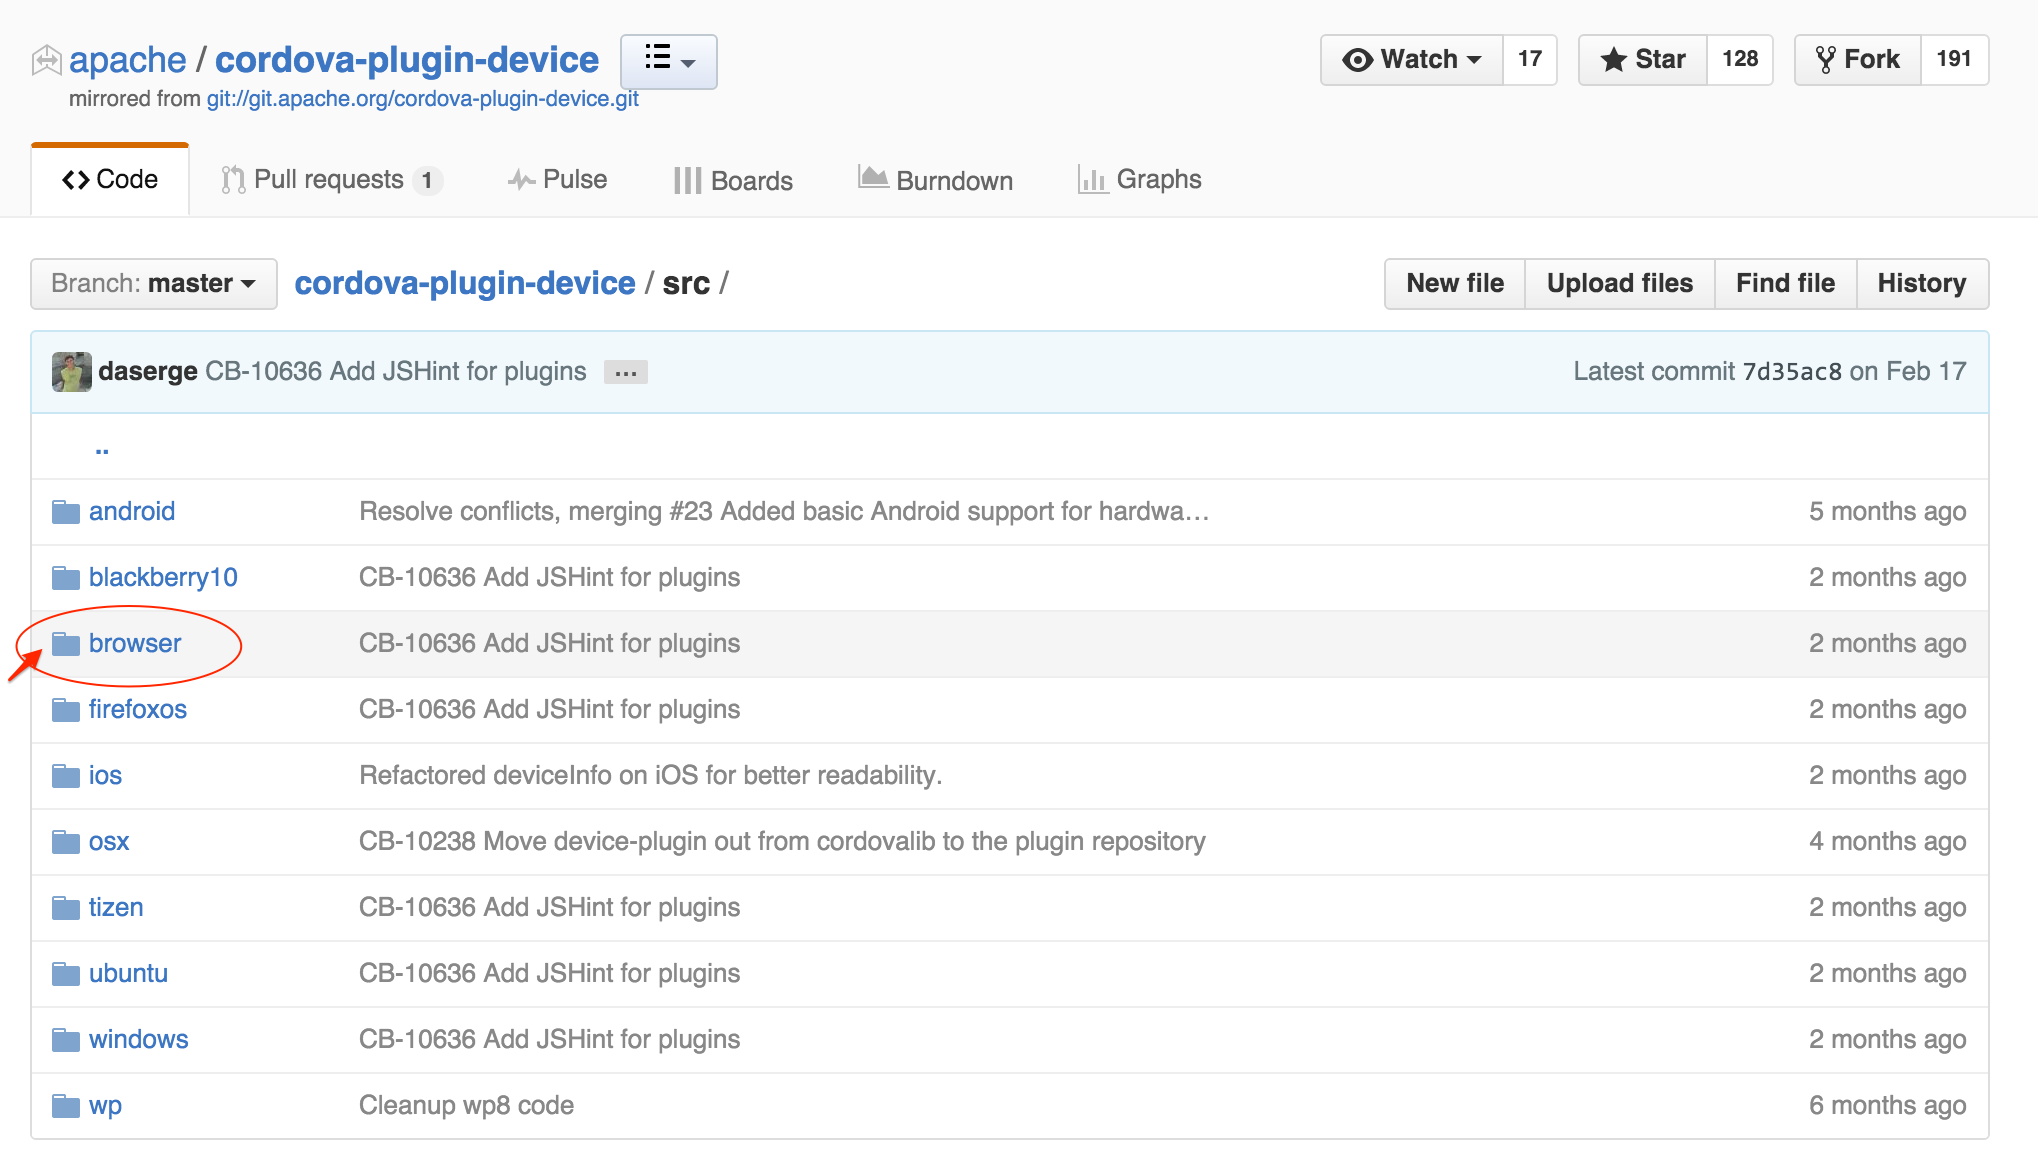 apache / cordova-plugin-device
Watch 17 Star 128 Fork 191
mirrored from git://git.apache.org/cordova-plugin-device.git
Code Pull requests 1 Pulse Boards Burndown Graphs
Branch: master cordova-plugin-device / src / New file Upload files Find file History
daserge CB-10636 Add JSHint for plugins … Latest commit 7d35ac8 on Feb 17
..
android Resolve conflicts, merging #23 Added basic Android support for hardwa… 5 months ago
blackberry10 CB-10636 Add JSHint for plugins 2 months ago
browser CB-10636 Add JSHint for plugins 2 months ago
firefoxos CB-10636 Add JSHint for plugins 2 months ago
ios Refactored deviceInfo on iOS for better readability. 2 months ago
osx CB-10238 Move device-plugin out from cordovalib to the plugin repository 4 months ago
tizen CB-10636 Add JSHint for plugins 2 months ago
ubuntu CB-10636 Add JSHint for plugins 2 months ago
windows CB-10636 Add JSHint for plugins 2 months ago
wp Cleanup wp8 code 6 months ago